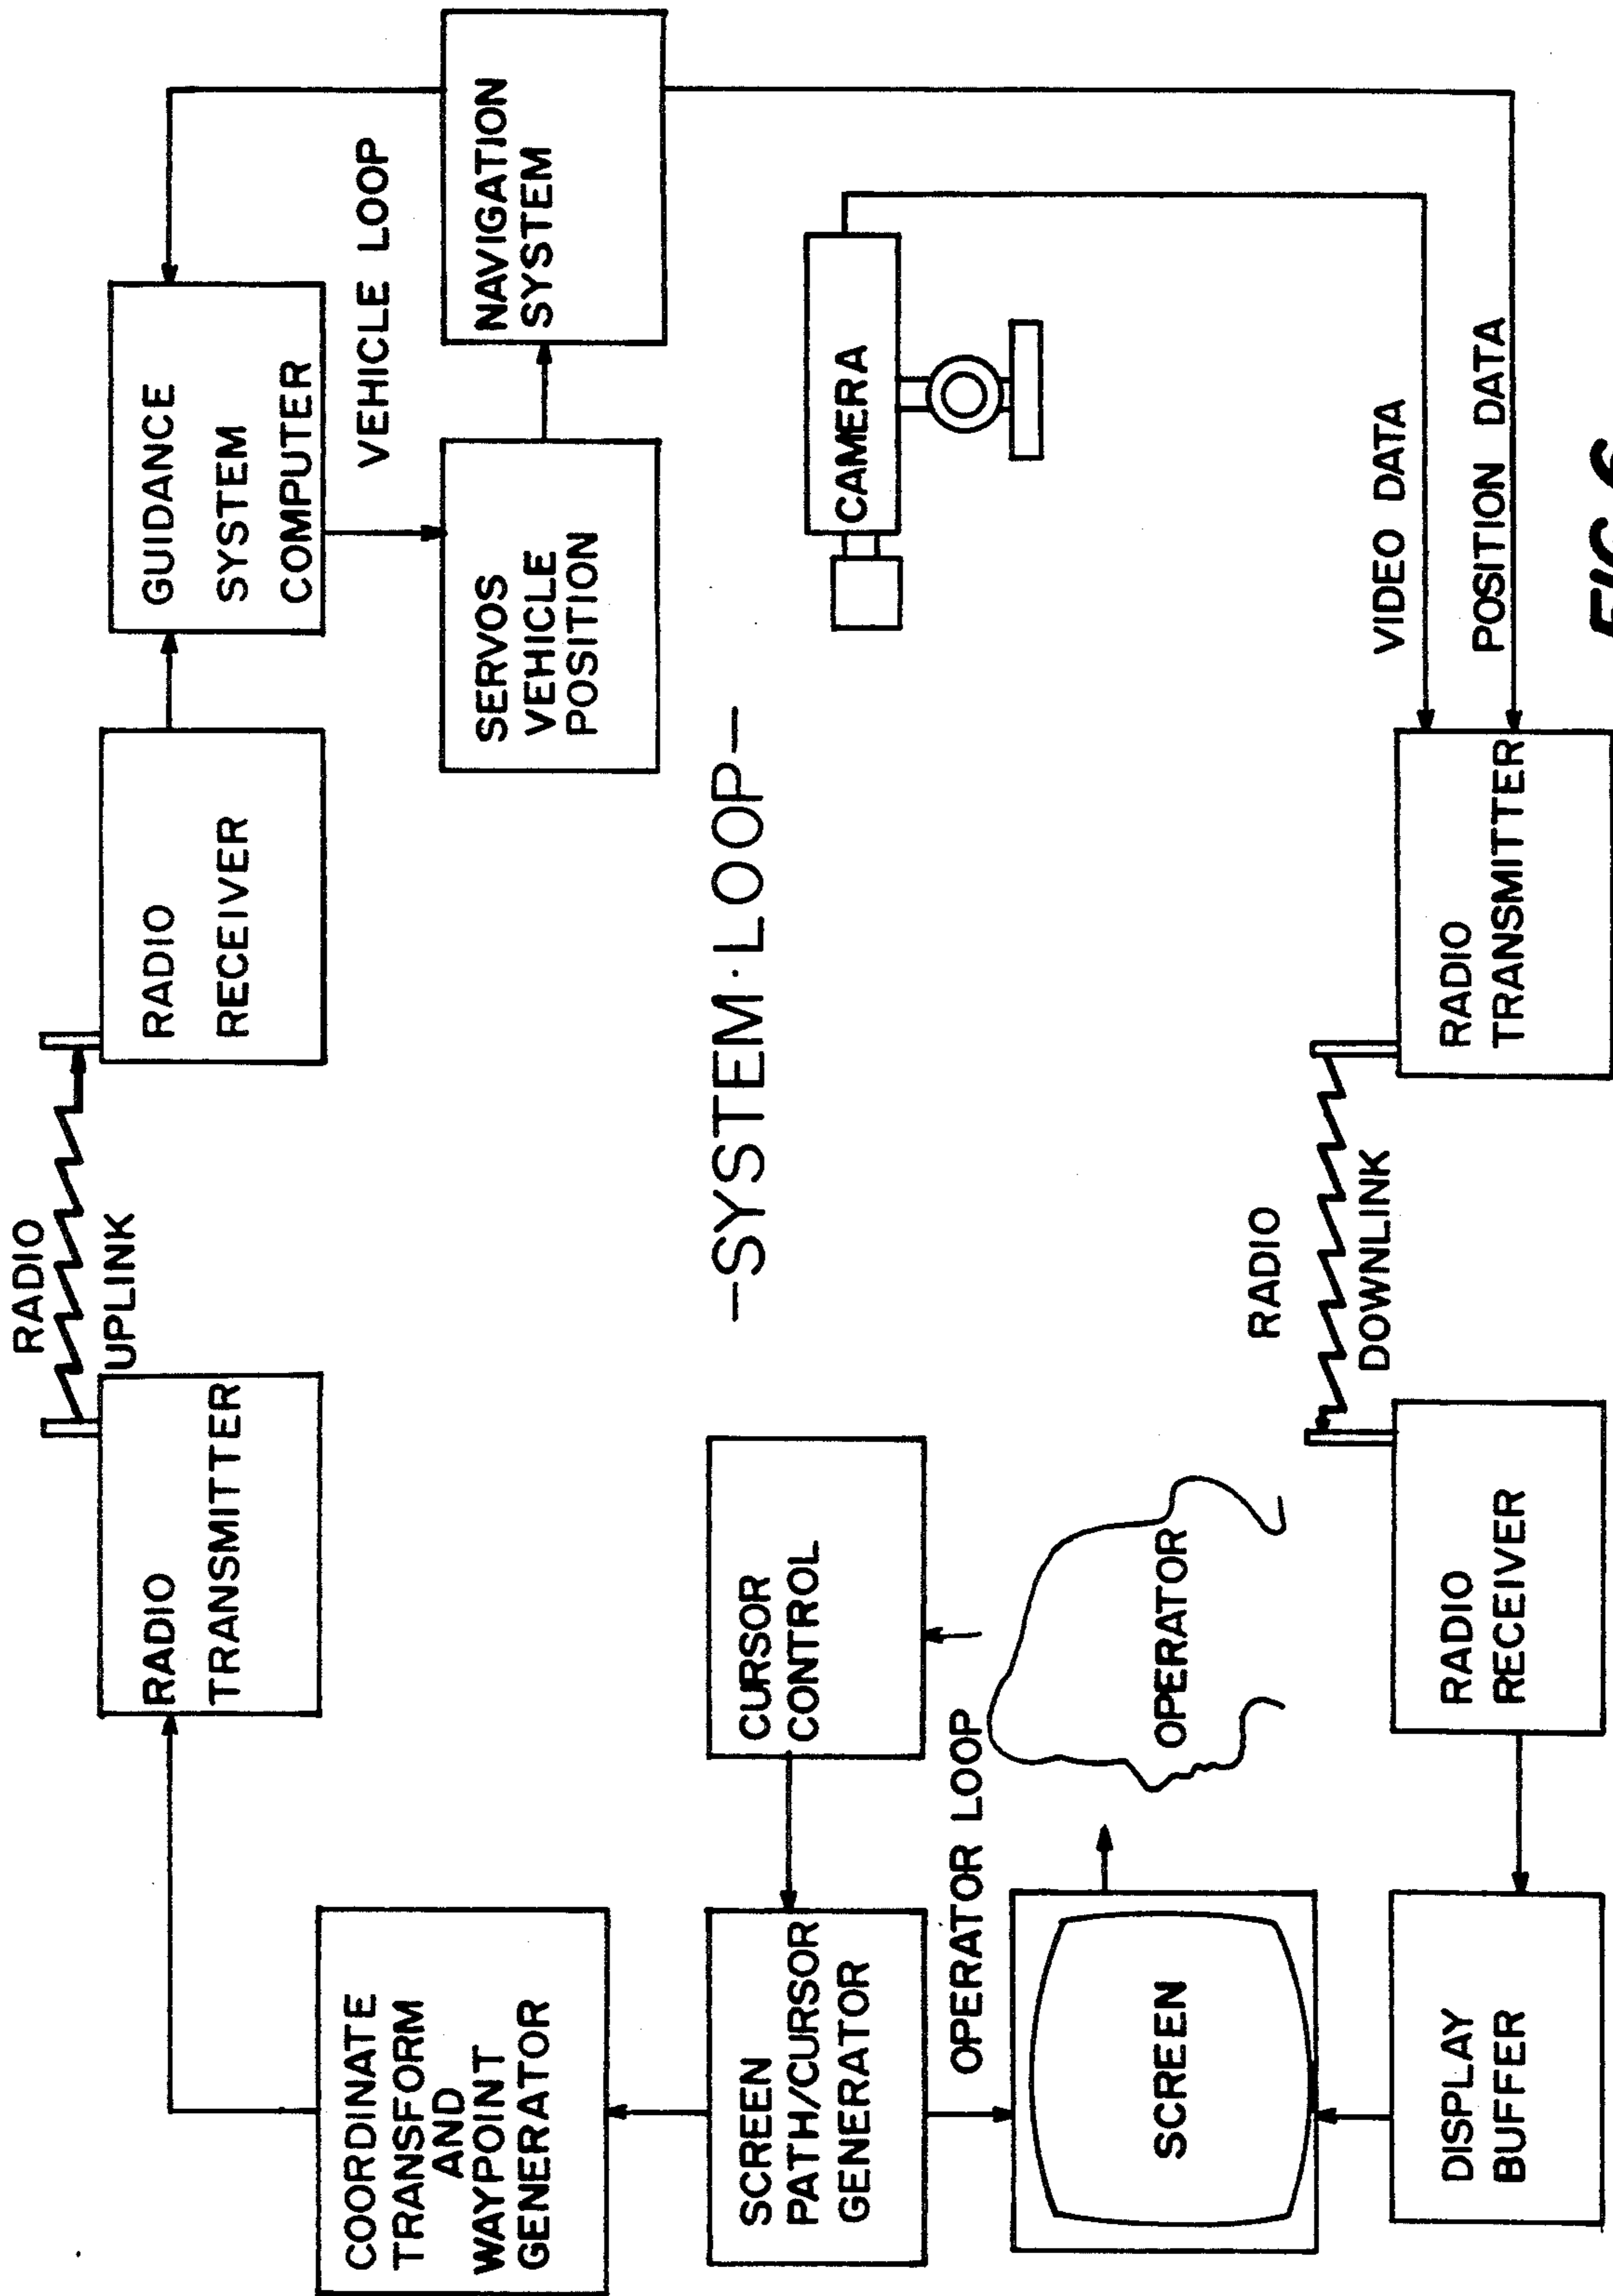 RADIO
UPLINK
COORDINATE
TRANSFORM
AND
WAYPOINT
GENERATOR
RADIO
TRANSMITTER
RADIO
RECEIVER
GUIDANCE
SYSTEM
COMPUTER
VEHICLE LOOP
SERVOS
VEHICLE
POSITION
NAVIGATION
SYSTEM
SCREEN
PATH/CURSOR
GENERATOR
CURSOR
CONTROL
-SYSTEM·LOOP-
CAMERA
OPERATOR LOOP
SCREEN
OPERATOR
RADIO
DOWNLINK
VIDEO DATA
POSITION DATA
DISPLAY
BUFFER
RADIO
RECEIVER
RADIO
TRANSMITTER
FIG 6